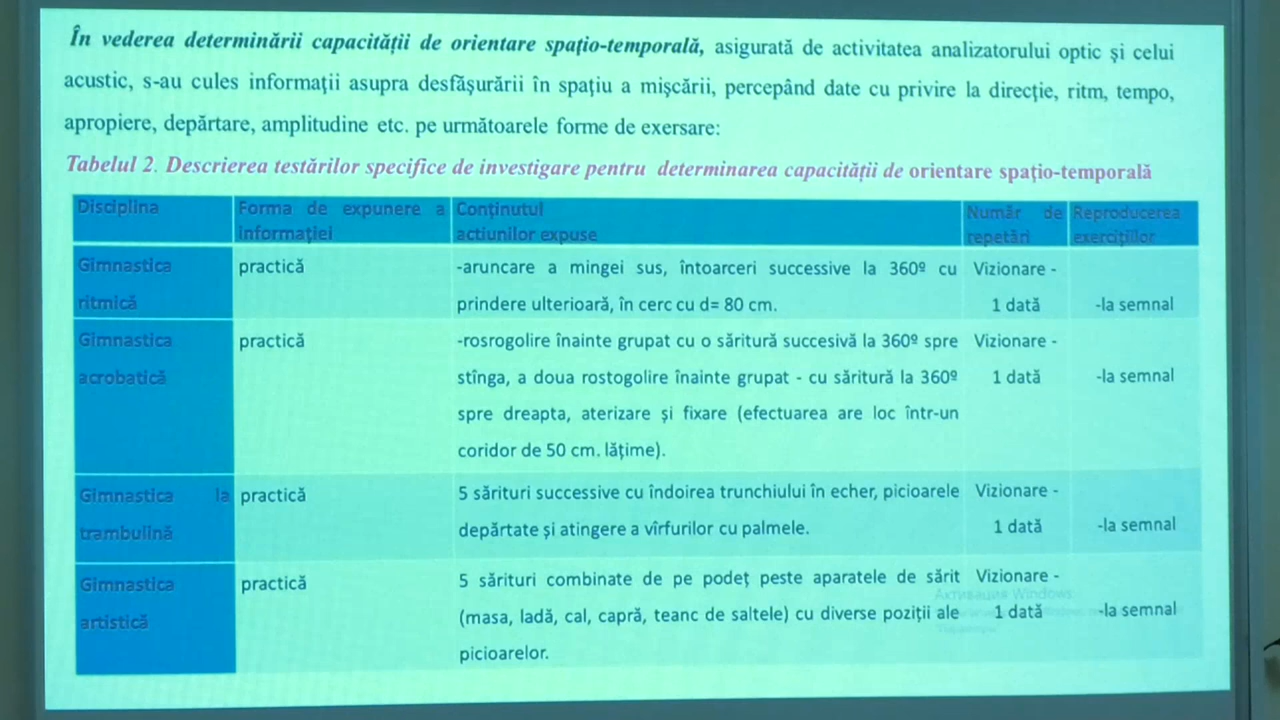 În vederea determinării capacității de orientare spațio-temporală, asigurată de activitatea analizatorului optic și celui
acustic, s-au cules informații asupra desfășurării în spațiu a mișcării, percepând date cu privire la direcție, ritm, tempo,
apropiere, depărtare, amplitudine etc. pe următoarele forme de exersare:
Tabelul 2. Descrierea testărilor specifice de investigare pentru determinarea capacității de orientare spațio-temporală
Disciplina
Forma de expunere a
informației
Conținutul
actiunilor expuse
Număr de
repetări
Reproducerea
exercițiilor
Gimnastica
ritmică
practică
-aruncare a mingei sus, întoarceri successive la 360º cu
prindere ulterioară, în cerc cu d= 80 cm.
Vizionare -
1 dată
-la semnal
Gimnastica
acrobatică
practică
-rosrogolire înainte grupat cu o săritură succesivă la 360º spre
stînga, a doua rostogolire înainte grupat - cu săritură la 360º
spre dreapta, aterizare și fixare (efectuarea are loc într-un
coridor de 50 cm. lățime).
Vizionare -
1 dată
-la semnal
Gimnastica la
trambulină
practică
5 sărituri successive cu îndoirea trunchiului în echer, picioarele
depărtate și atingere a vîrfurilor cu palmele.
Vizionare -
1 dată
-la semnal
Gimnastica
artistică
practică
5 sărituri combinate de pe podeț peste aparatele de sărit
(masa, ladă, cal, capră, teanc de saltele) cu diverse poziții ale
picioarelor.
Vizionare -
1 dată
-la semnal
Активация Windows